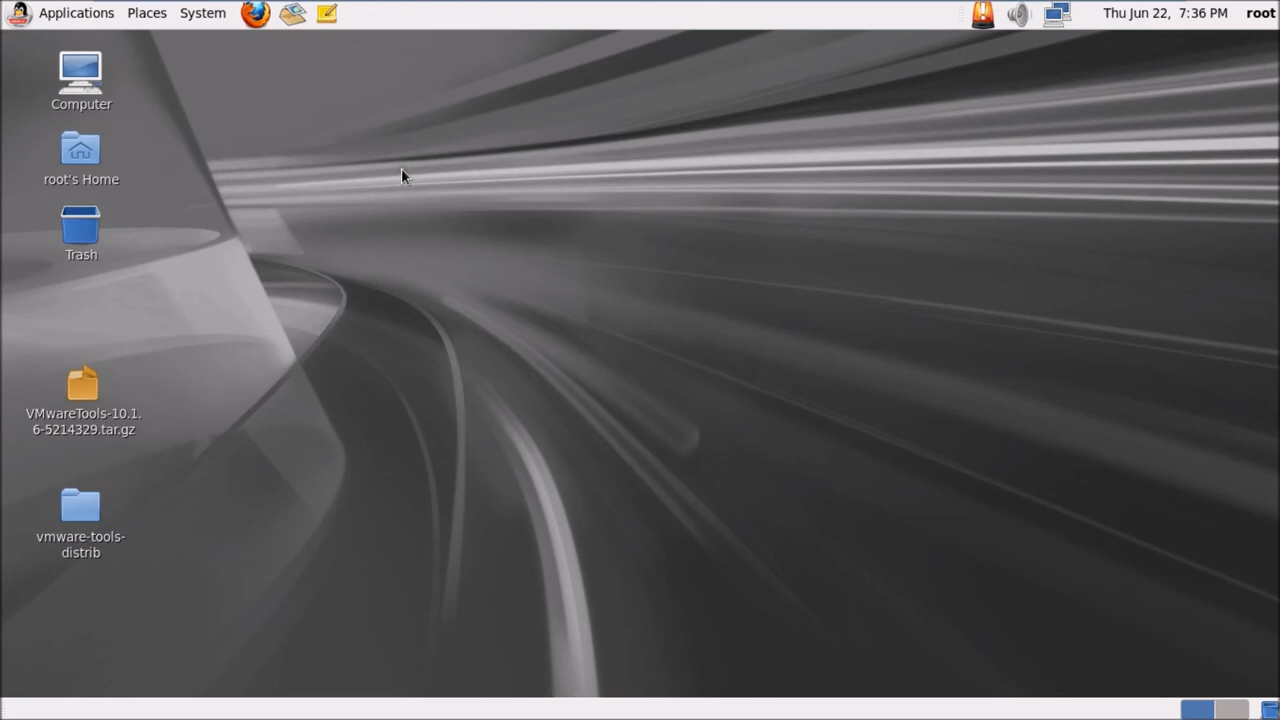 Applications Places System Thu Jun 22, 7:36 PM root
Computer
root's Home
Trash
VMwareTools-10.1.
6-5214329.tar.gz
vmware-tools-
distrib